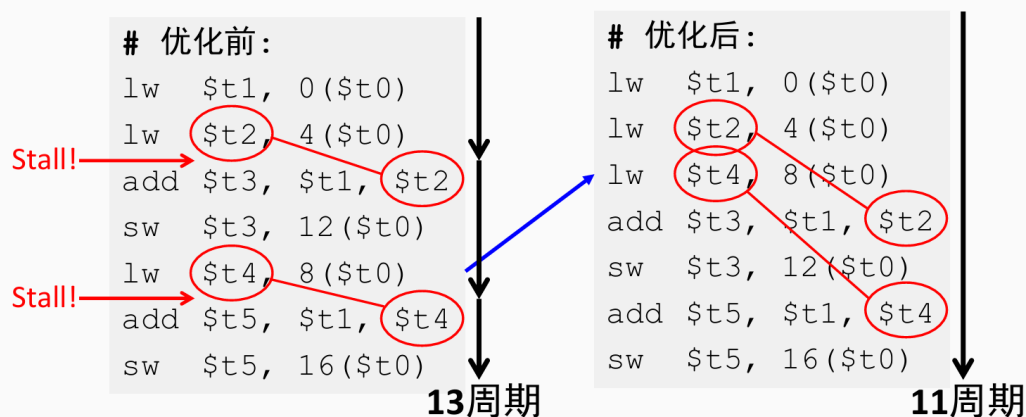 # 优化前:
lw $t1, 0($t0)
lw $t2, 4($t0)
Stall!
add $t3, $t1, $t2
sw $t3, 12($t0)
lw $t4, 8($t0)
Stall!
add $t5, $t1, $t4
sw $t5, 16($t0)
13周期
# 优化后:
lw $t1, 0($t0)
lw $t2, 4($t0)
lw $t4, 8($t0)
add $t3, $t1, $t2
sw $t3, 12($t0)
add $t5, $t1, $t4
sw $t5, 16($t0)
11周期